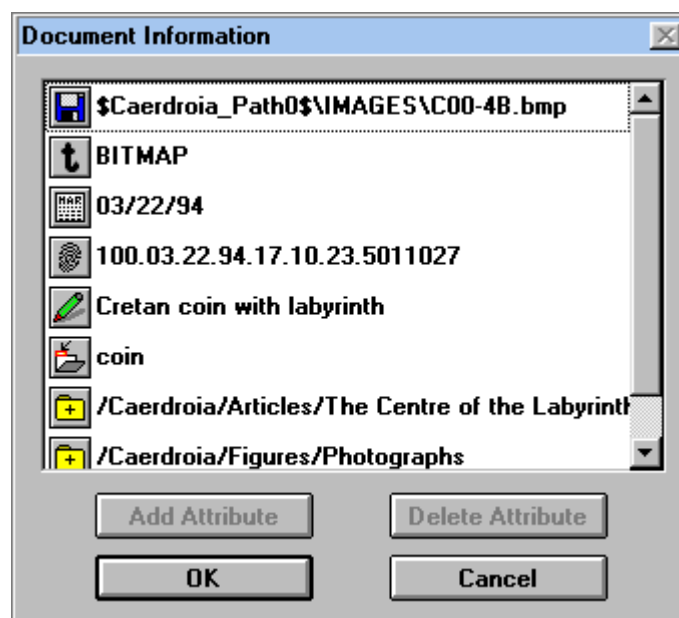 Document Information
$Caerdroia_Path0$\IMAGES\C00-4B.bmp
t BITMAP
MAR 03/22/94
100.03.22.94.17.10.23.5011027
Cretan coin with labyrinth
coin
/Caerdroia/Articles/The Centre of the Labyrinth
/Caerdroia/Figures/Photographs
Add Attribute Delete Attribute
OK Cancel